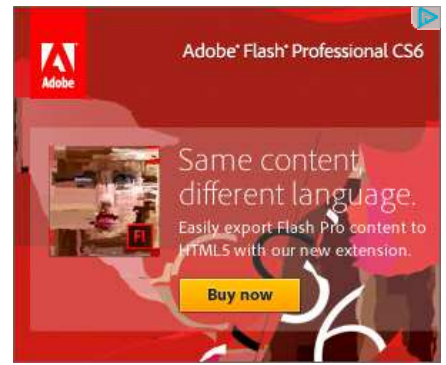 Adobe
Adobe® Flash® Professional CS6
Same content,
different language.
Easily export Flash Pro content to
HTML5 with our new extension.
Fl
Buy now